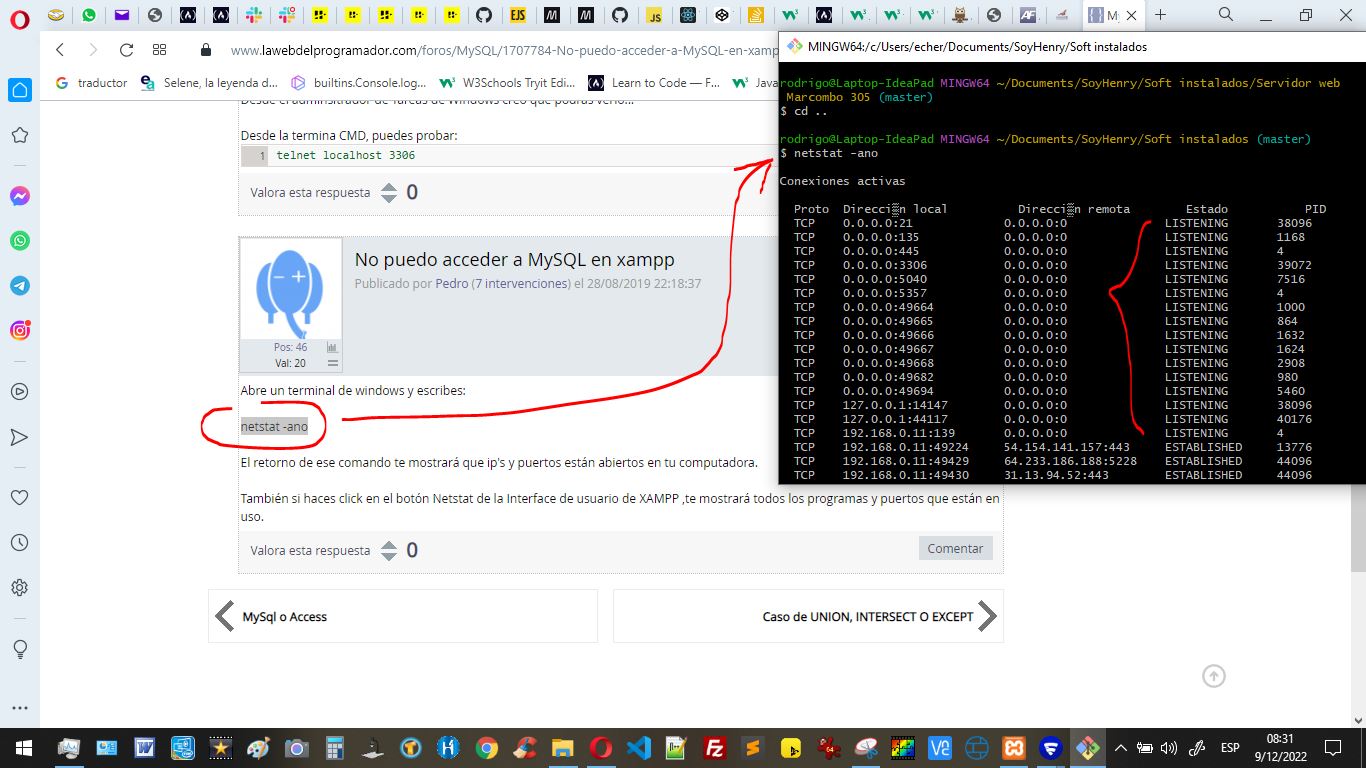 www.lawebdelprogramador.com/foros/MySQL/1707784-No-puedo-acceder-a-MySQL-en-xamp
traductor
Selene, la leyenda d...
builtins.Console.log...
W3Schools Tryit Edi...
Learn to Code — F...
Java
Desde el administrador de Tareas de Windows creo que podrás verlo...
Desde la termina CMD, puedes probar:
1 telnet localhost 3306
Valora esta respuesta 0
No puedo acceder a MySQL en xampp
Publicado por Pedro (7 intervenciones) el 28/08/2019 22:18:37
Pos: 46
Val: 20
Abre un terminal de windows y escribes:
netstat -ano
El retorno de ese comando te mostrará que ip's y puertos están abiertos en tu computadora.
También si haces click en el botón Netstat de la Interface de usuario de XAMPP ,te mostrará todos los programas y puertos que están en
uso.
Valora esta respuesta 0
Comentar
MySql o Access
Caso de UNION, INTERSECT O EXCEPT
MINGW64:/c/Users/echer/Documents/SoyHenry/Soft instalados
rodrigo@Laptop-IdeaPad MINGW64 ~/Documents/SoyHenry/Soft instalados/Servidor web
Marcombo 305 (master)
$ cd ..
rodrigo@Laptop-IdeaPad MINGW64 ~/Documents/SoyHenry/Soft instalados (master)
$ netstat -ano
Conexiones activas
Proto Direcci▒n local Direcci▒n remota Estado PID
TCP 0.0.0.0:21 0.0.0.0:0 LISTENING 38096
TCP 0.0.0.0:135 0.0.0.0:0 LISTENING 1168
TCP 0.0.0.0:445 0.0.0.0:0 LISTENING 4
TCP 0.0.0.0:3306 0.0.0.0:0 LISTENING 39072
TCP 0.0.0.0:5040 0.0.0.0:0 LISTENING 7516
TCP 0.0.0.0:5357 0.0.0.0:0 LISTENING 4
TCP 0.0.0.0:49664 0.0.0.0:0 LISTENING 1000
TCP 0.0.0.0:49665 0.0.0.0:0 LISTENING 864
TCP 0.0.0.0:49666 0.0.0.0:0 LISTENING 1632
TCP 0.0.0.0:49667 0.0.0.0:0 LISTENING 1624
TCP 0.0.0.0:49668 0.0.0.0:0 LISTENING 2908
TCP 0.0.0.0:49682 0.0.0.0:0 LISTENING 980
TCP 0.0.0.0:49694 0.0.0.0:0 LISTENING 5460
TCP 127.0.0.1:14147 0.0.0.0:0 LISTENING 38096
TCP 127.0.0.1:44117 0.0.0.0:0 LISTENING 40176
TCP 192.168.0.11:139 0.0.0.0:0 LISTENING 4
TCP 192.168.0.11:49224 54.154.141.157:443 ESTABLISHED 13776
TCP 192.168.0.11:49429 64.233.186.188:5228 ESTABLISHED 44096
TCP 192.168.0.11:49430 31.13.94.52:443 ESTABLISHED 44096
ESP
08:31
9/12/2022